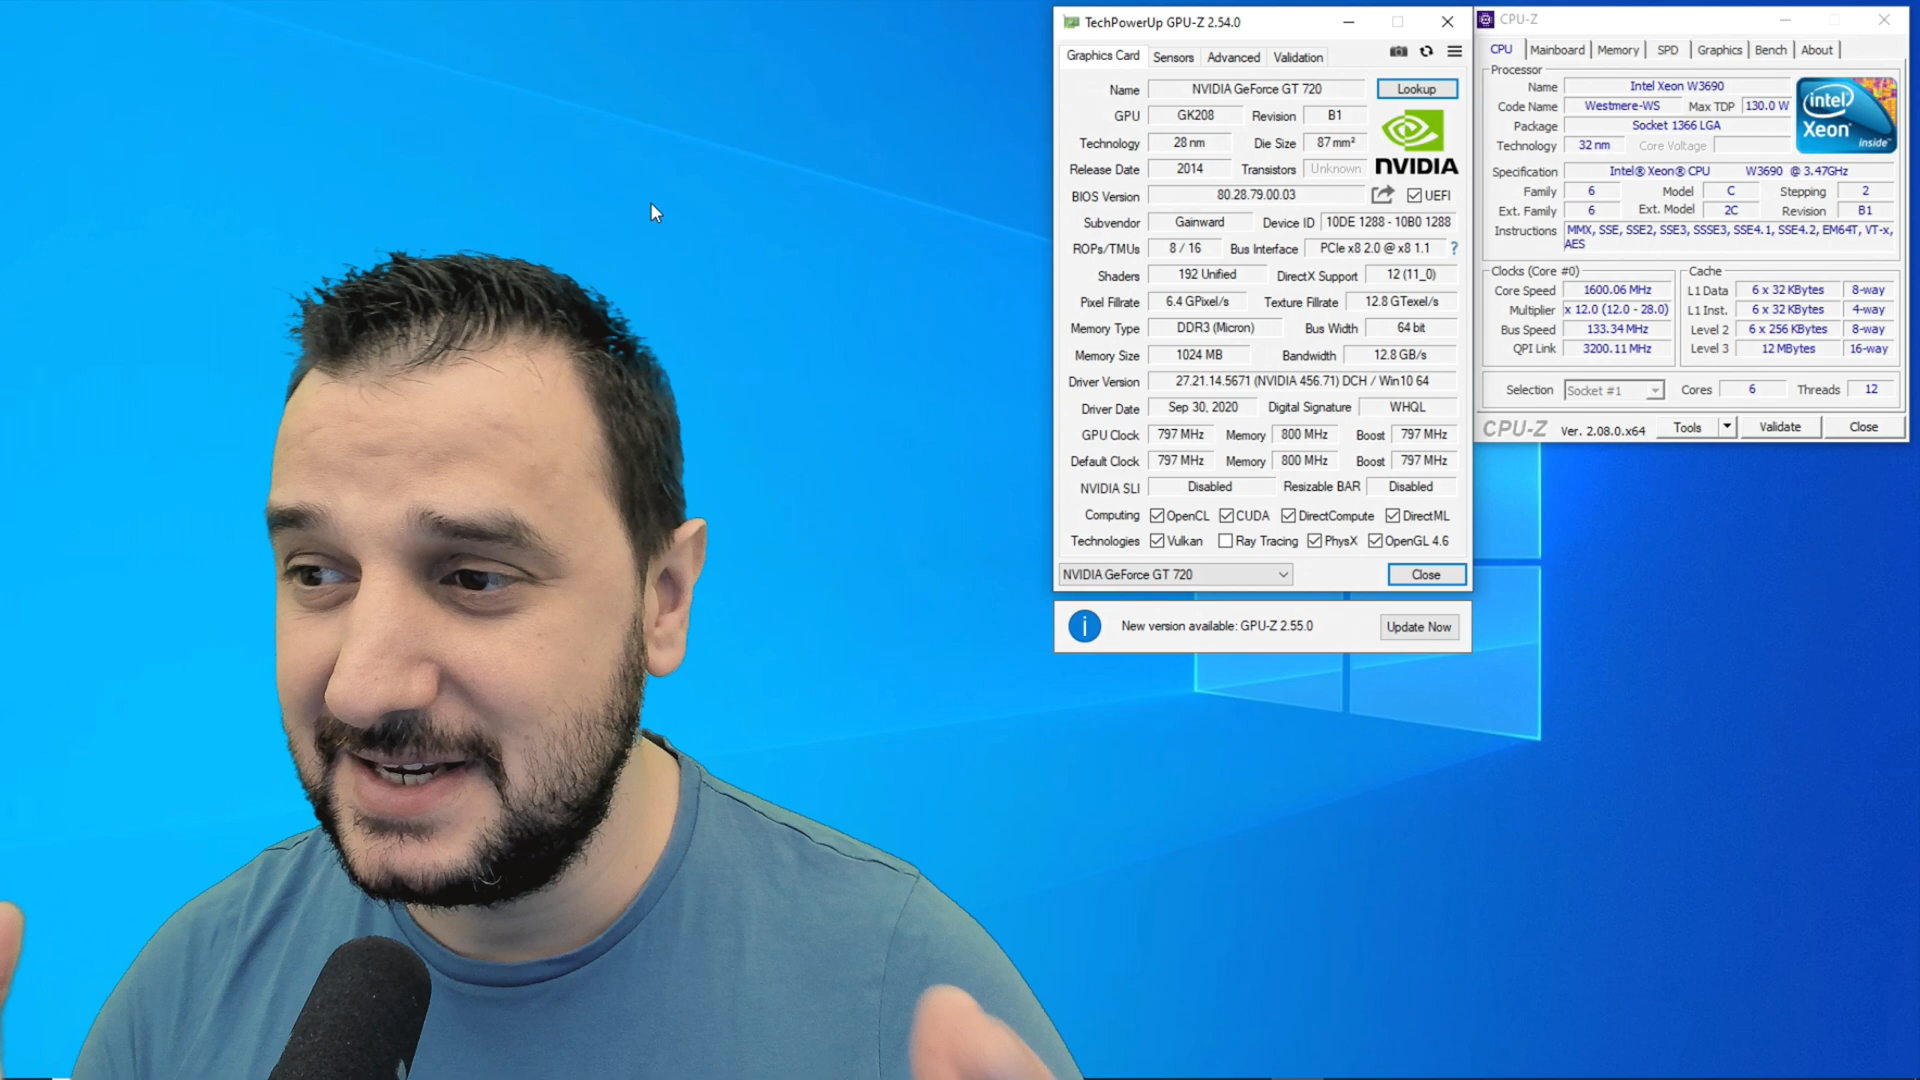 TechPowerUp GPU-Z 2.54.0
Graphics Card Sensors Advanced Validation
Name NVIDIA GeForce GT 720 Lookup
GPU GK208 Revision B1
Technology 28 nm Die Size 87 mm²
Release Date 2014 Transistors Unknown
NVIDIA
BIOS Version 80.28.79.00.03 UEFI
Subvendor Gainward Device ID 10DE 1288 - 10B0 1288
ROPs/TMUs 8 / 16 Bus Interface PCIe x8 2.0 @ x8 1.1 ?
Shaders 192 Unified DirectX Support 12 (11_0)
Pixel Fillrate 6.4 GPixel/s Texture Fillrate 12.8 GTexel/s
Memory Type DDR3 (Micron) Bus Width 64 bit
Memory Size 1024 MB Bandwidth 12.8 GB/s
Driver Version 27.21.14.5671 (NVIDIA 456.71) DCH / Win10 64
Driver Date Sep 30, 2020 Digital Signature WHQL
GPU Clock 797 MHz Memory 800 MHz Boost 797 MHz
Default Clock 797 MHz Memory 800 MHz Boost 797 MHz
NVIDIA SLI Disabled Resizable BAR Disabled
Computing OpenCL CUDA DirectCompute DirectML
Technologies Vulkan Ray Tracing PhysX OpenGL 4.6
NVIDIA GeForce GT 720 Close
New version available: GPU-Z 2.55.0 Update Now
CPU-Z
CPU Mainboard Memory SPD Graphics Bench About
Processor
Name Intel Xeon W3690
Code Name Westmere-WS Max TDP 130.0 W
Package Socket 1366 LGA
Technology 32 nm Core Voltage
intel
Xeon
inside™
Specification Intel® Xeon® CPU W3690 @ 3.47GHz
Family 6 Model C Stepping 2
Ext. Family 6 Ext. Model 2C Revision B1
Instructions MMX, SSE, SSE2, SSE3, SSSE3, SSE4.1, SSE4.2, EM64T, VT-x,
AES
Clocks (Core #0)
Core Speed 1600.06 MHz
Multiplier x 12.0 (12.0 - 28.0)
Bus Speed 133.34 MHz
QPI Link 3200.11 MHz
Cache
L1 Data 6 x 32 KBytes 8-way
L1 Inst. 6 x 32 KBytes 4-way
Level 2 6 x 256 KBytes 8-way
Level 3 12 MBytes 16-way
Selection Socket #1 Cores 6 Threads 12
CPU-Z Ver. 2.08.0.x64 Tools Validate Close